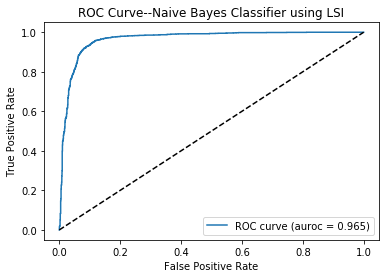 ROC Curve--Naive Bayes Classifier using LSI
True Positive Rate
1.0
0.8
0.6
0.4
0.2
0.0
ROC curve (auroc = 0.965)
0.0 0.2 0.4 0.6 0.8 1.0
False Positive Rate